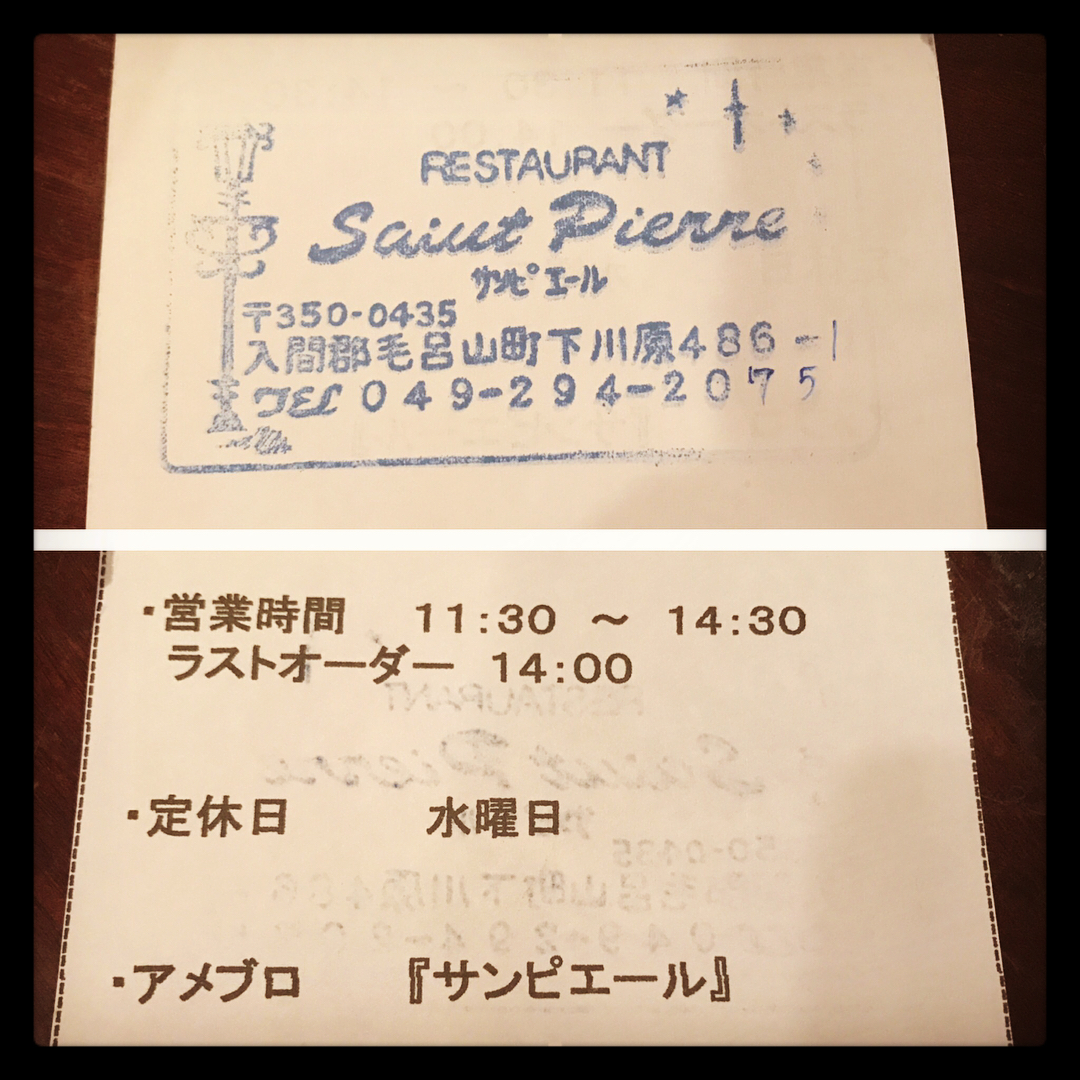 RESTAURANT
Saint Pierre
サンピエール
〒350-0435
入間郡毛呂山町下川原486-1
TEL 049-294-2075
・営業時間 11:30 ～ 14:30
ラストオーダー 14:00
・定休日 水曜日
・アメブロ 『サンピエール』